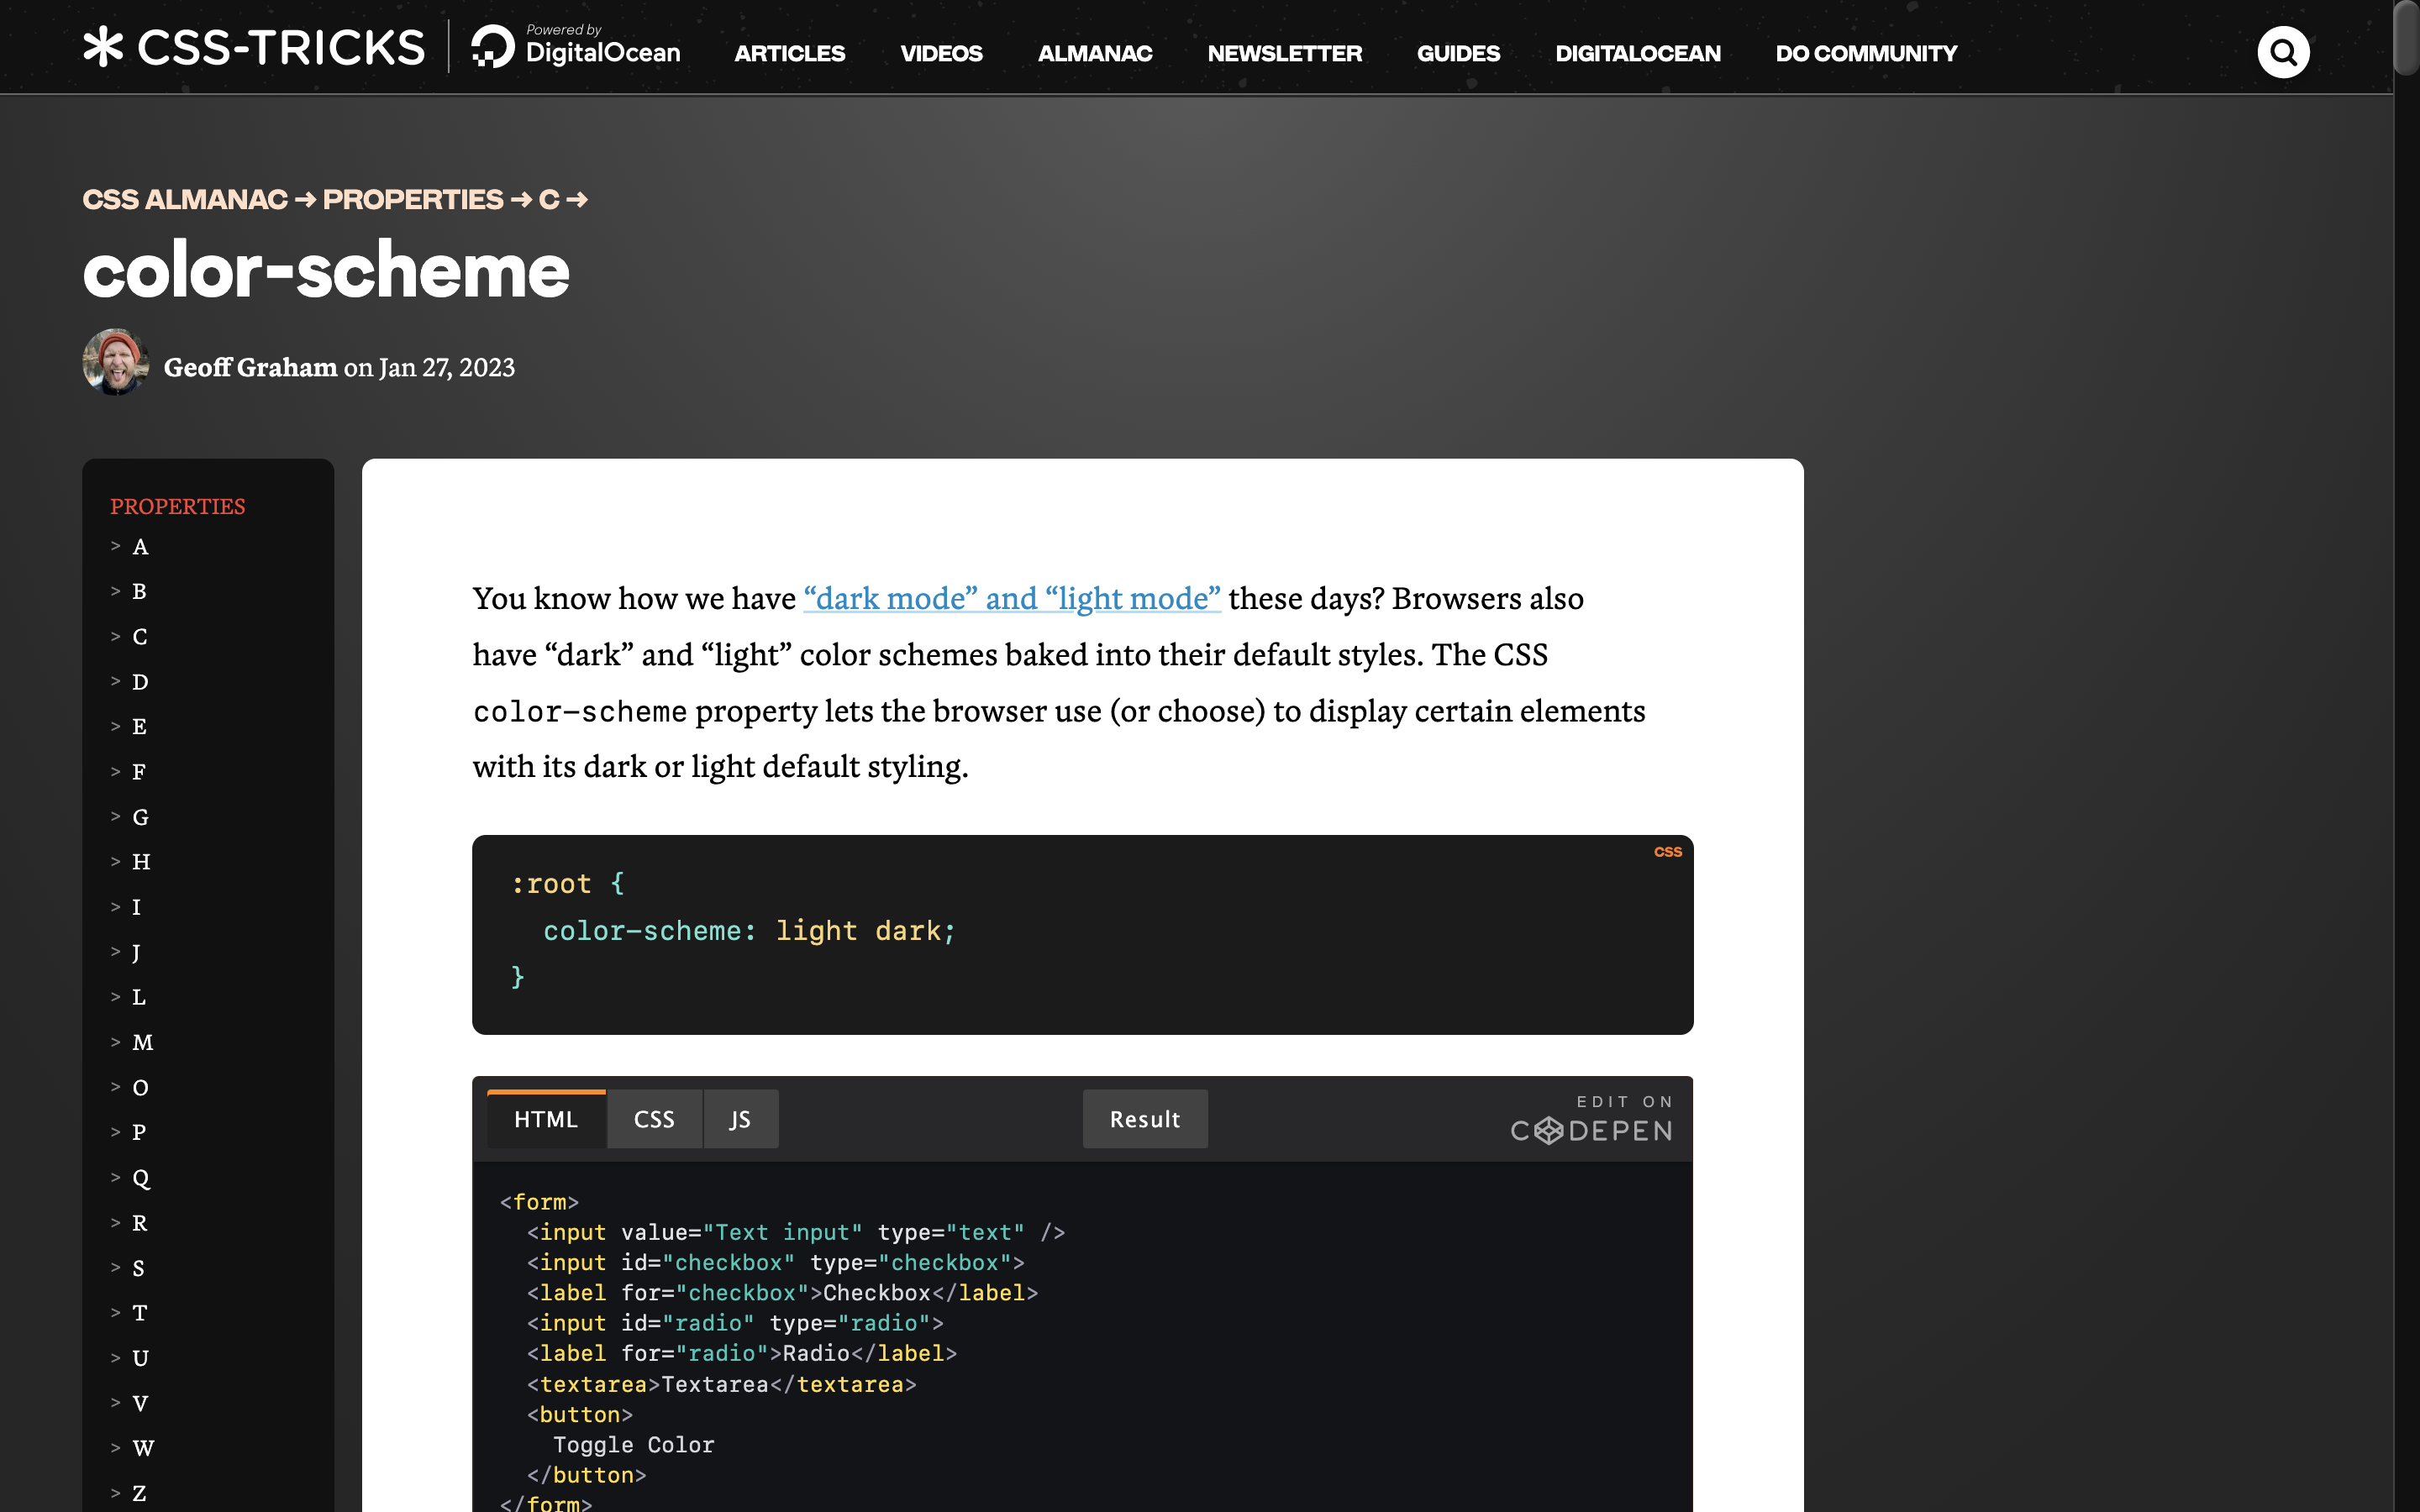 CSS-TRICKS
Powered by
DigitalOcean
ARTICLES
VIDEOS
ALMANAC
NEWSLETTER
GUIDES
DIGITALOCEAN
DO COMMUNITY
CSS ALMANAC → PROPERTIES → C →
color-scheme
Geoff Graham on Jan 27, 2023
PROPERTIES
> A
> B
> C
> D
> E
> F
> G
> H
> I
> J
> L
> M
> O
> P
> Q
> R
> S
> T
> U
> V
> W
> Z
You know how we have “dark mode” and “light mode” these days? Browsers also
have “dark” and “light” color schemes baked into their default styles. The CSS
color-scheme property lets the browser use (or choose) to display certain elements
with its dark or light default styling.
CSS
:root {
  color-scheme: light dark;
}
HTML
CSS
JS
Result
EDIT ON
CODEPEN
<form>
  <input value="Text input" type="text" />
  <input id="checkbox" type="checkbox">
  <label for="checkbox">Checkbox</label>
  <input id="radio" type="radio">
  <label for="radio">Radio</label>
  <textarea>Textarea</textarea>
  <button>
    Toggle Color
  </button>
</form>